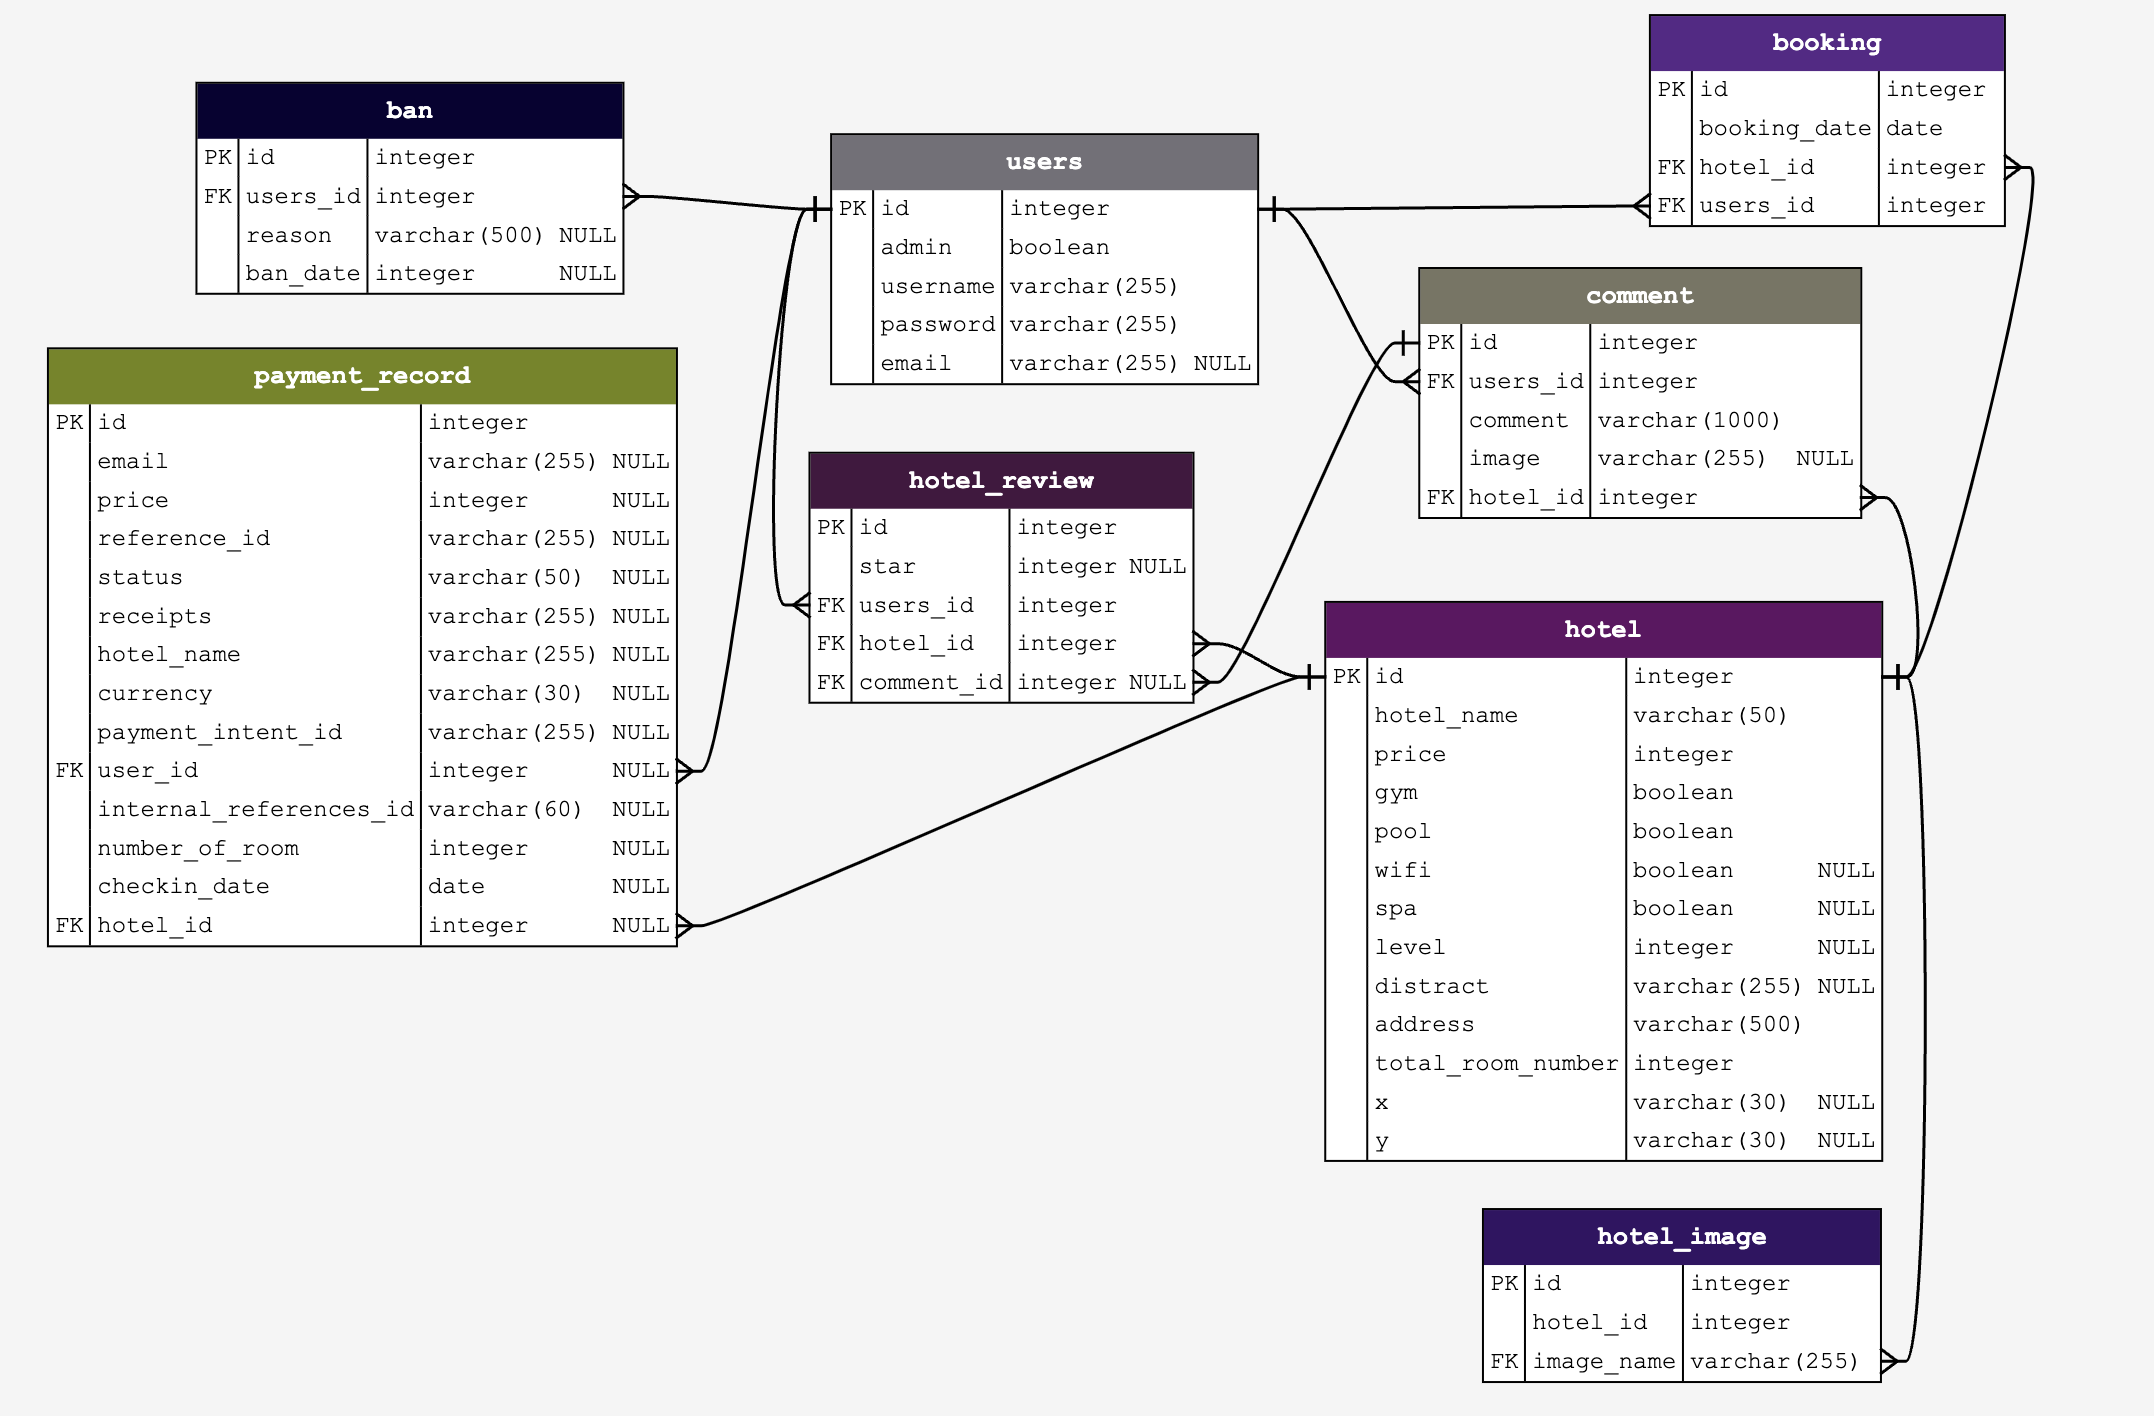 booking
PK id integer
booking_date date
FK hotel_id integer
FK users_id integer
ban
PK id integer
FK users_id integer
reason varchar(500) NULL
ban_date integer NULL
users
PK id integer
admin boolean
username varchar(255)
password varchar(255)
email varchar(255) NULL
comment
PK id integer
FK users_id integer
comment varchar(1000)
image varchar(255) NULL
FK hotel_id integer
payment_record
PK id integer
email varchar(255) NULL
price integer NULL
reference_id varchar(255) NULL
status varchar(50) NULL
receipts varchar(255) NULL
hotel_name varchar(255) NULL
currency varchar(30) NULL
payment_intent_id varchar(255) NULL
FK user_id integer NULL
internal_references_id varchar(60) NULL
number_of_room integer NULL
checkin_date date NULL
FK hotel_id integer NULL
hotel_review
PK id integer
star integer NULL
FK users_id integer
FK hotel_id integer
FK comment_id integer NULL
hotel
PK id integer
hotel_name varchar(50)
price integer
gym boolean
pool boolean
wifi boolean NULL
spa boolean NULL
level integer NULL
distract varchar(255) NULL
address varchar(500)
total_room_number integer
x varchar(30) NULL
y varchar(30) NULL
hotel_image
PK id integer
hotel_id integer
FK image_name varchar(255)